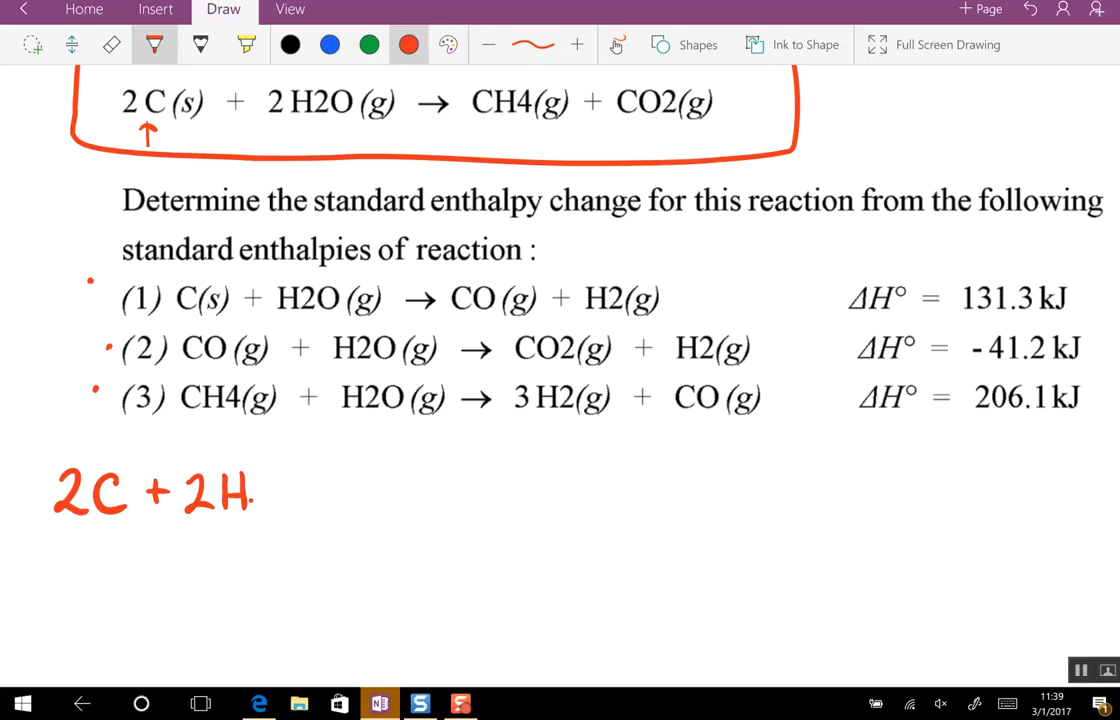 Home Insert Draw View + Page
Shapes Ink to Shape Full Screen Drawing
2 C (s) + 2 H2O (g) → CH4(g) + CO2(g)
Determine the standard enthalpy change for this reaction from the following
standard enthalpies of reaction :
(1) C(s) + H2O (g) → CO (g) + H2(g) ΔH° = 131.3 kJ
(2) CO (g) + H2O (g) → CO2(g) + H2(g) ΔH° = - 41.2 kJ
(3) CH4(g) + H2O (g) → 3 H2(g) + CO (g) ΔH° = 206.1 kJ
2C + 2H
11:39
3/1/2017